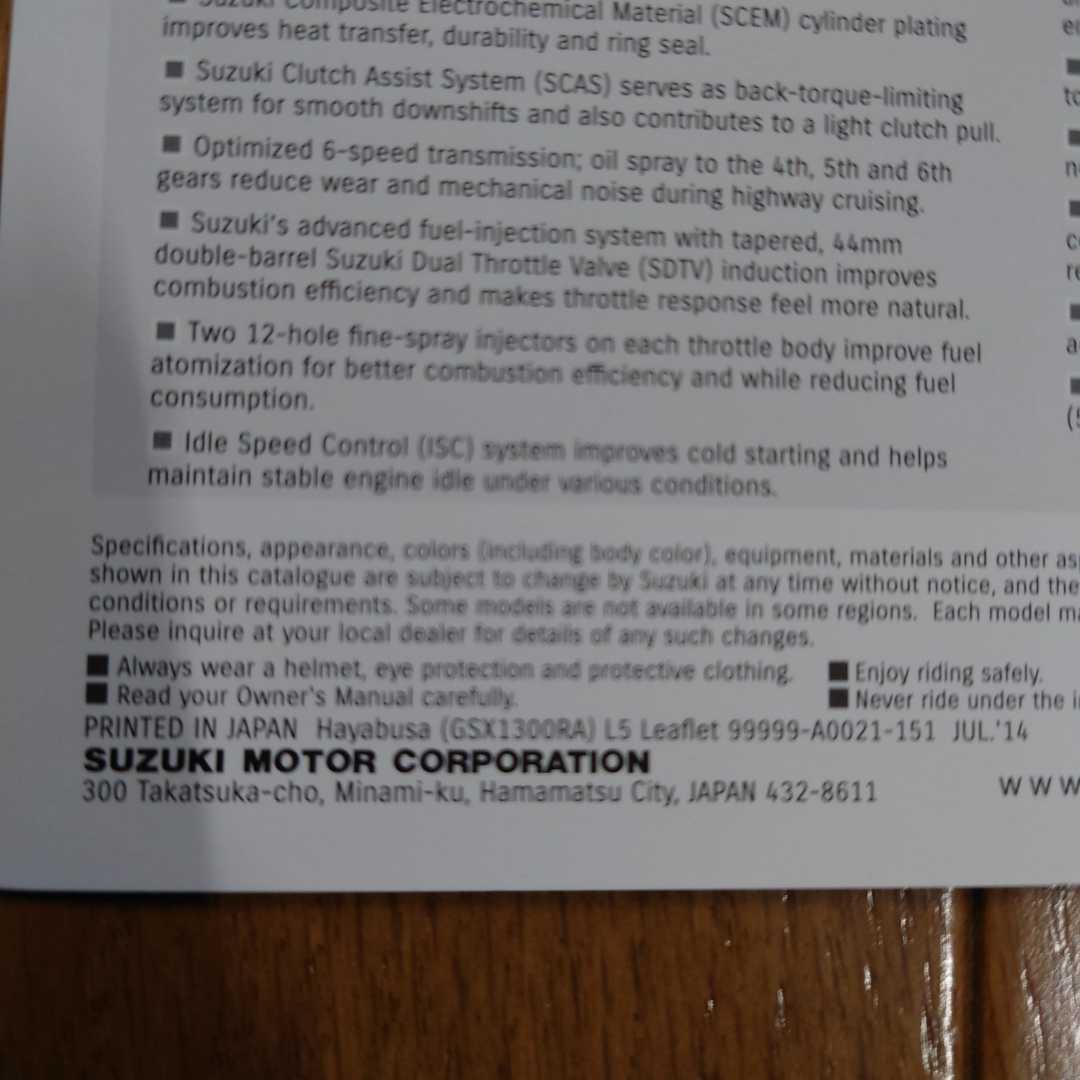 ■ Suzuki Composite Electrochemical Material (SCEM) cylinder plating
improves heat transfer, durability and ring seal.
■ Suzuki Clutch Assist System (SCAS) serves as back-torque-limiting
system for smooth downshifts and also contributes to a light clutch pull.
■ Optimized 6-speed transmission; oil spray to the 4th, 5th and 6th
gears reduce wear and mechanical noise during highway cruising.
■ Suzuki's advanced fuel-injection system with tapered, 44mm
double-barrel Suzuki Dual Throttle Valve (SDTV) induction improves
combustion efficiency and makes throttle response feel more natural.
■ Two 12-hole fine-spray injectors on each throttle body improve fuel
atomization for better combustion efficiency and while reducing fuel
consumption.
■ Idle Speed Control (ISC) system improves cold starting and helps
maintain stable engine idle under various conditions.
Specifications, appearance, colors (including body color), equipment, materials and other
shown in this catalogue are subject to change by Suzuki at any time without notice, and
conditions or requirements. Some models are not available in some regions. Each model
Please inquire at your local dealer for details of any such changes.
■ Always wear a helmet, eye protection and protective clothing. ■ Enjoy riding safely.
■ Read your Owner's Manual carefully. ■ Never ride under the
PRINTED IN JAPAN Hayabusa (GSX1300RA) L5 Leaflet 99999-A0021-151 JUL.'14
SUZUKI MOTOR CORPORATION
300 Takatsuka-cho, Minami-ku, Hamamatsu City, JAPAN 432-8611 WWW